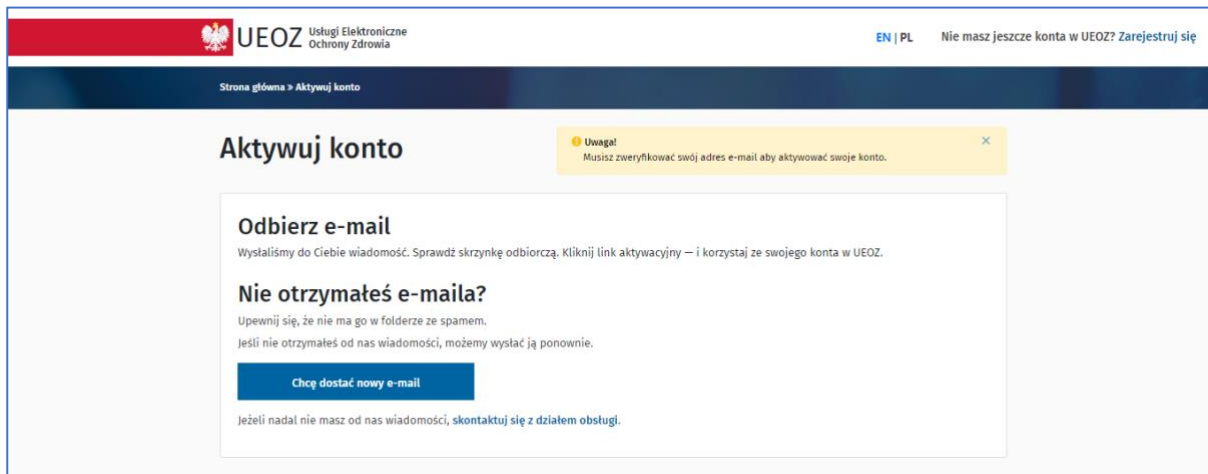 UEOZ Usługi Elektroniczne
Ochrony Zdrowia
EN | PL Nie masz jeszcze konta w UEOZ? Zarejestruj się
Strona główna » Aktywuj konto
Aktywuj konto
Uwaga!
Musisz zweryfikować swój adres e-mail aby aktywować swoje konto.
Odbierz e-mail
Wysłaliśmy do Ciebie wiadomość. Sprawdź skrzynkę odbiorczą. Kliknij link aktywacyjny — i korzystaj ze swojego konta w UEOZ.
Nie otrzymałeś e-maila?
Upewnij się, że nie ma go w folderze ze spamem.
Jeśli nie otrzymałeś od nas wiadomości, możemy wysłać ją ponownie.
Chcę dostać nowy e-mail
Jeżeli nadal nie masz od nas wiadomości, skontaktuj się z działem obsługi.